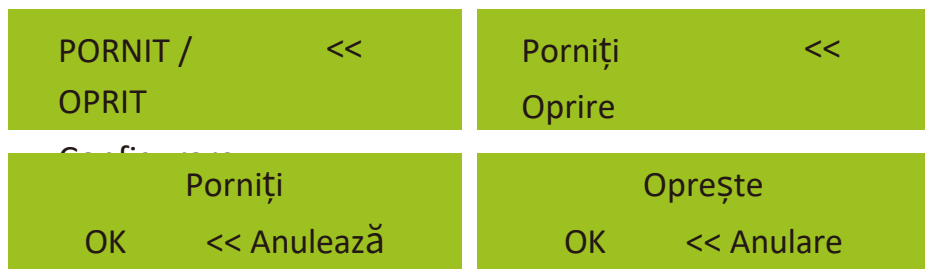 PORNIT / <<
OPRIT
Porniți <<
Oprire
Porniți
OK << Anulează
Oprește
OK << Anulare